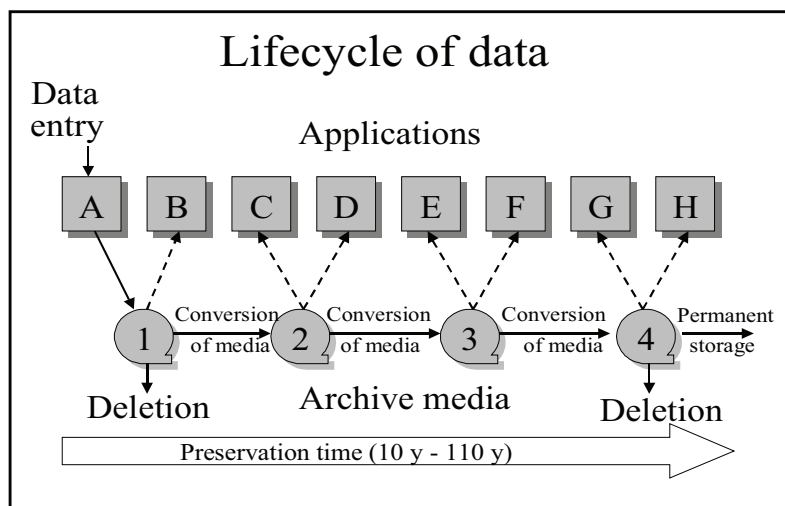 Lifecycle of data
Data
entry
Applications
A B C D E F G H
Conversion Conversion Conversion Permanent
1 2 3 4
of media of media of media storage
Deletion Archive media Deletion
Preservation time (10 y - 110 y)